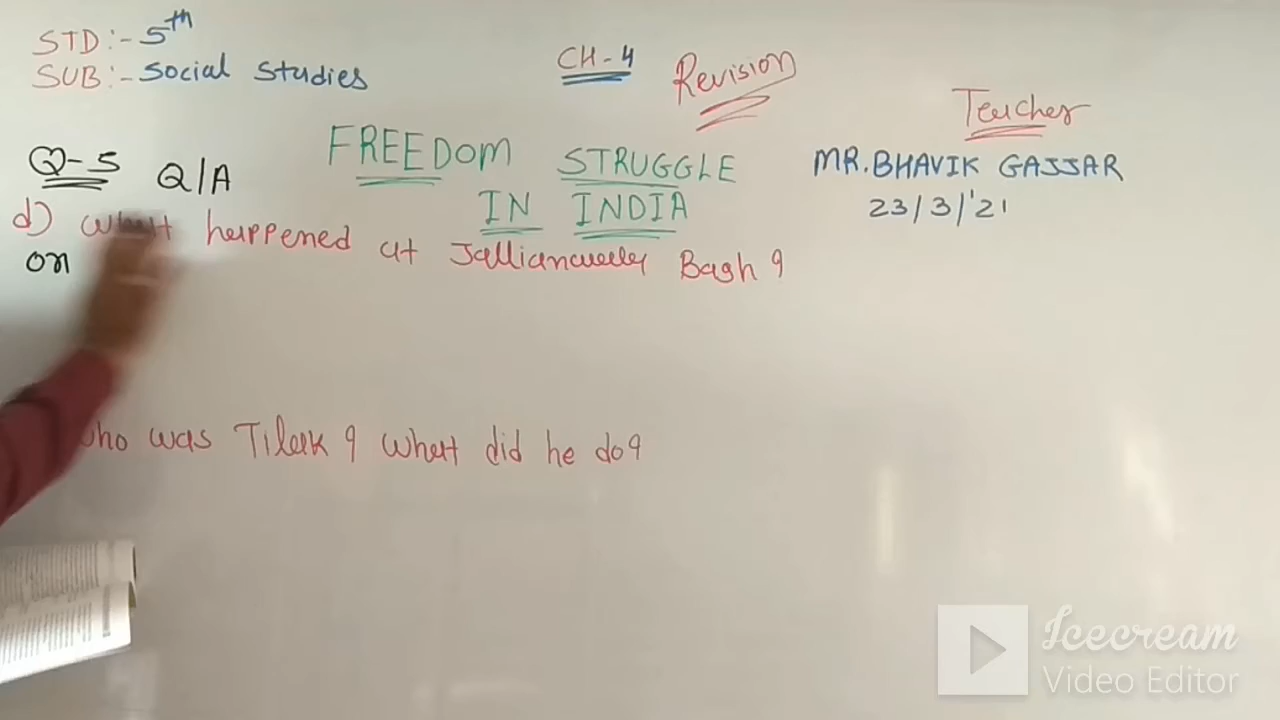 STD:- 5th
SUB:- Social Studies
CH-4 Revision
Teacher
MR. BHAVIK GAJJAR
23/3/'21
FREEDOM STRUGGLE
IN INDIA
Q-5 Q/A
d) What happened at Jallianwala Bagh ?
on
who was Tilak ? What did he do?
Icecream
Video Editor